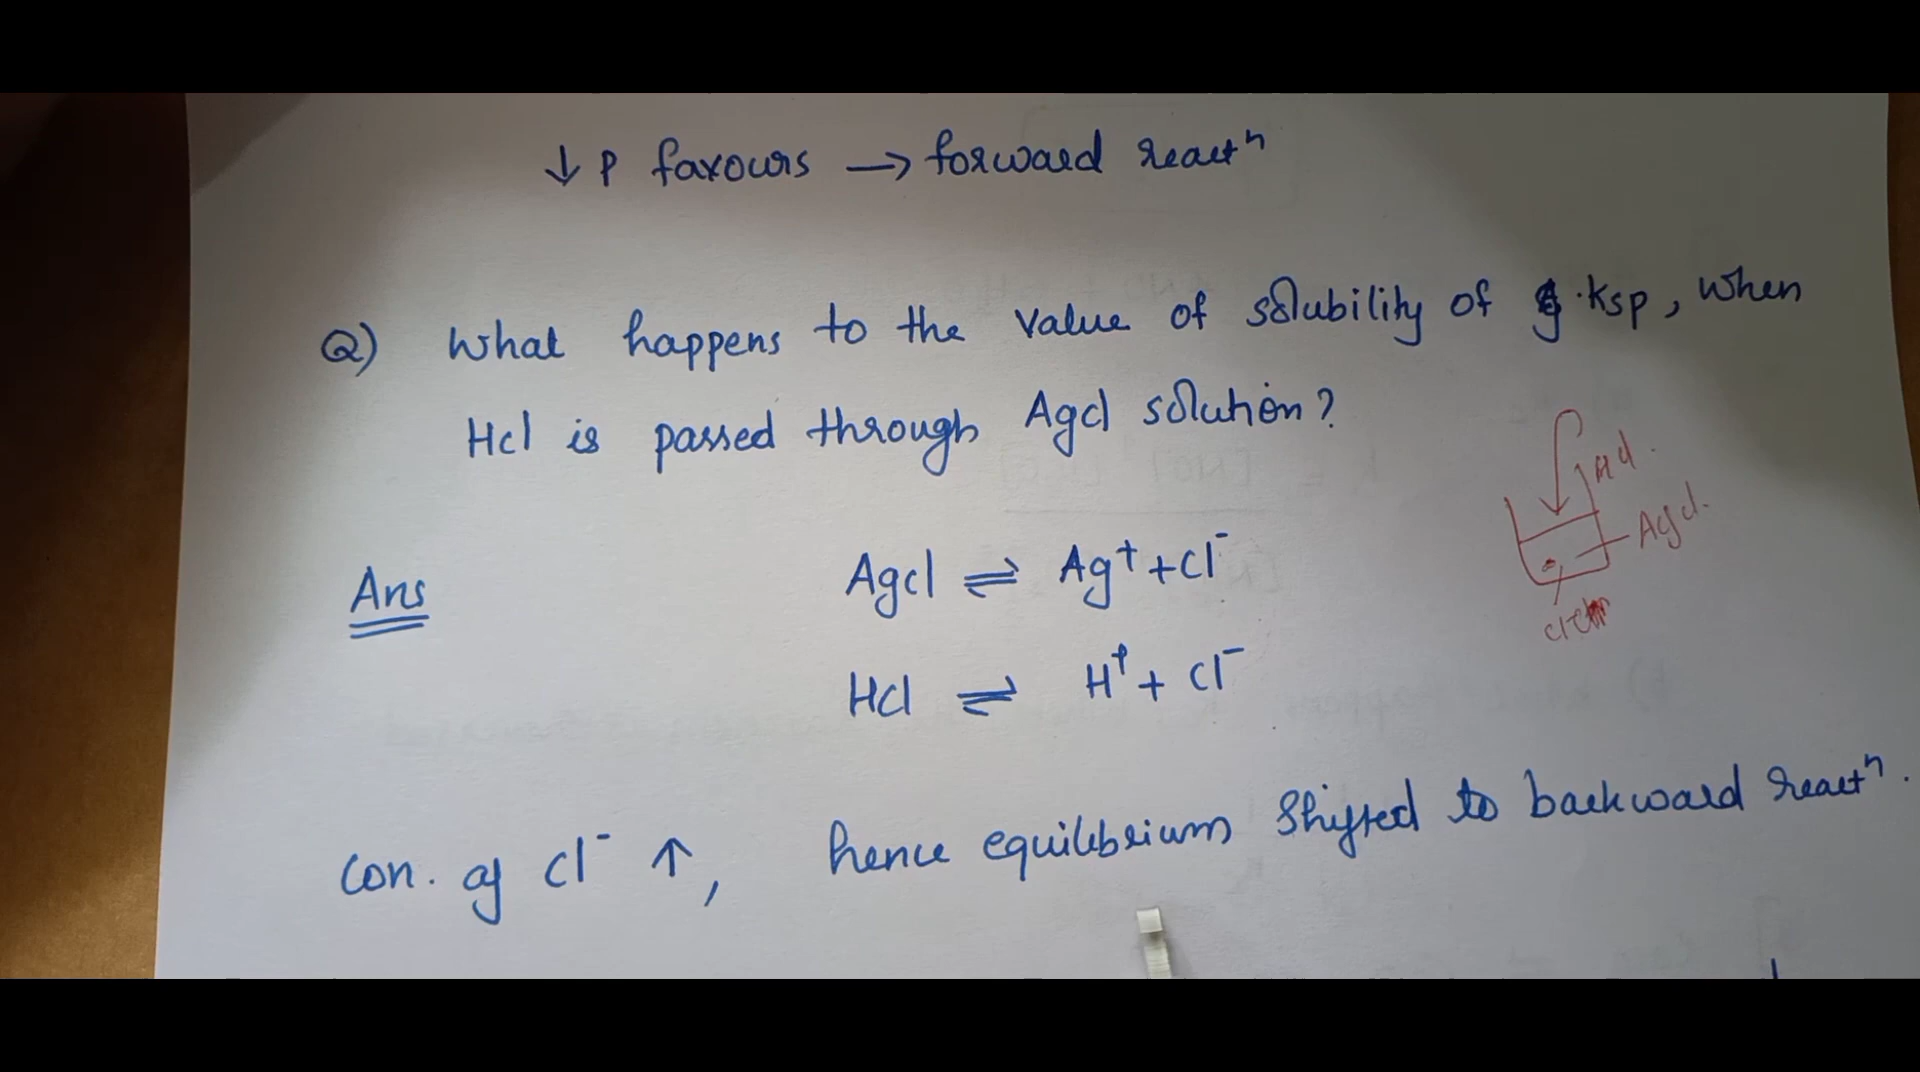 ↓ P favours → forward reactⁿ
Q) What happens to the value of solubility of Ksp, when
Hcl is passed through Agcl solution?
Hcl.
Agcl.
Ans
Agcl ⇌ Ag⁺ + Cl⁻
Hcl ⇌ H⁺ + Cl⁻
con. of Cl⁻ ↑, hence equilibrium Shifted to backward reactⁿ.